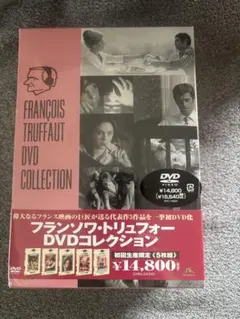 FRANÇOIS
TRUFFAUT
DVD
COLLECTION
DVD
VIDEO
¥14,800
偉大なるフランス映画の巨匠が送る代表作5作品を一挙初DVD化
フランソワ・トリュフォー
DVDコレクション
初回生産限定〈5枚組〉
¥14,800